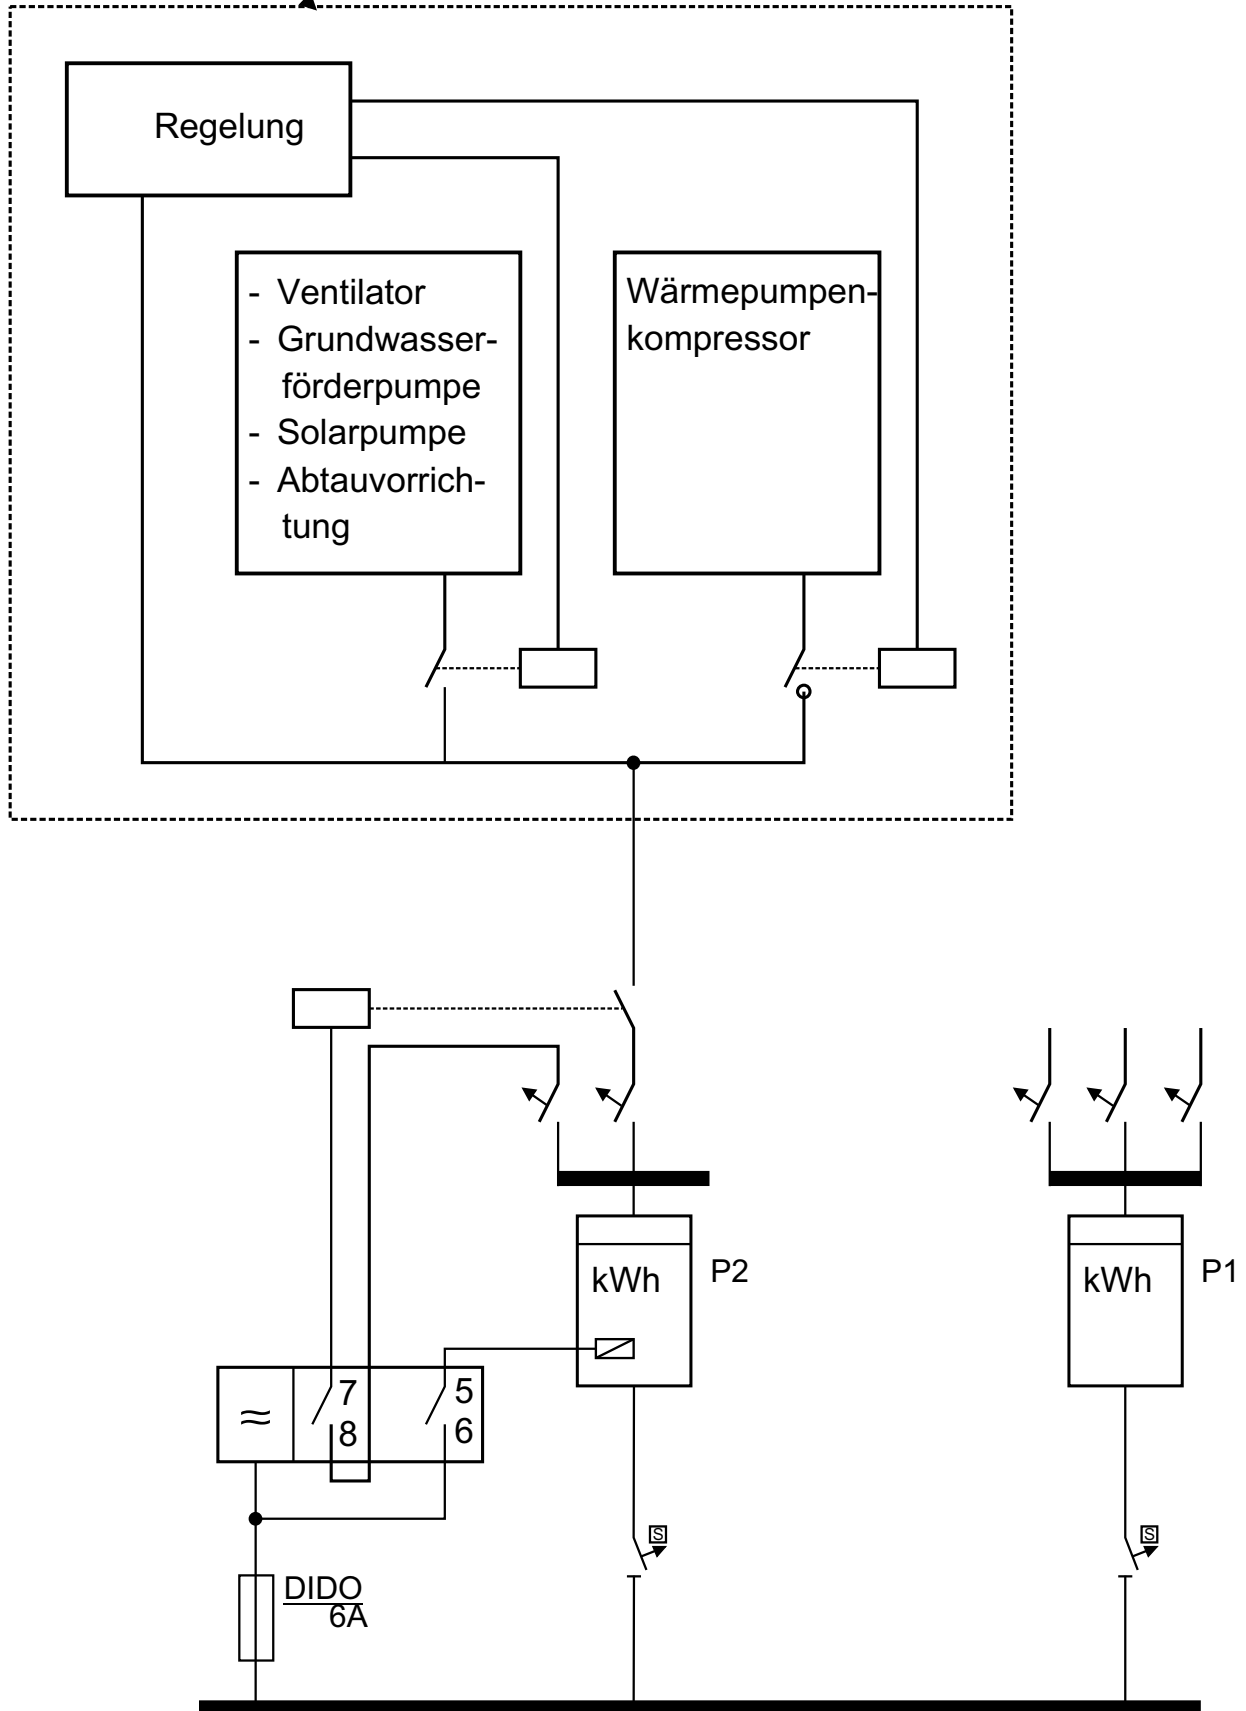 Regelung
- Ventilator
- Grundwasser-
förderpumpe
- Solarpumpe
- Abtauvorrich-
tung
Wärmepumpen-
kompressor
kWh
P2
kWh
P1
≈
7
8
5
6
S
S
DIDO
6A